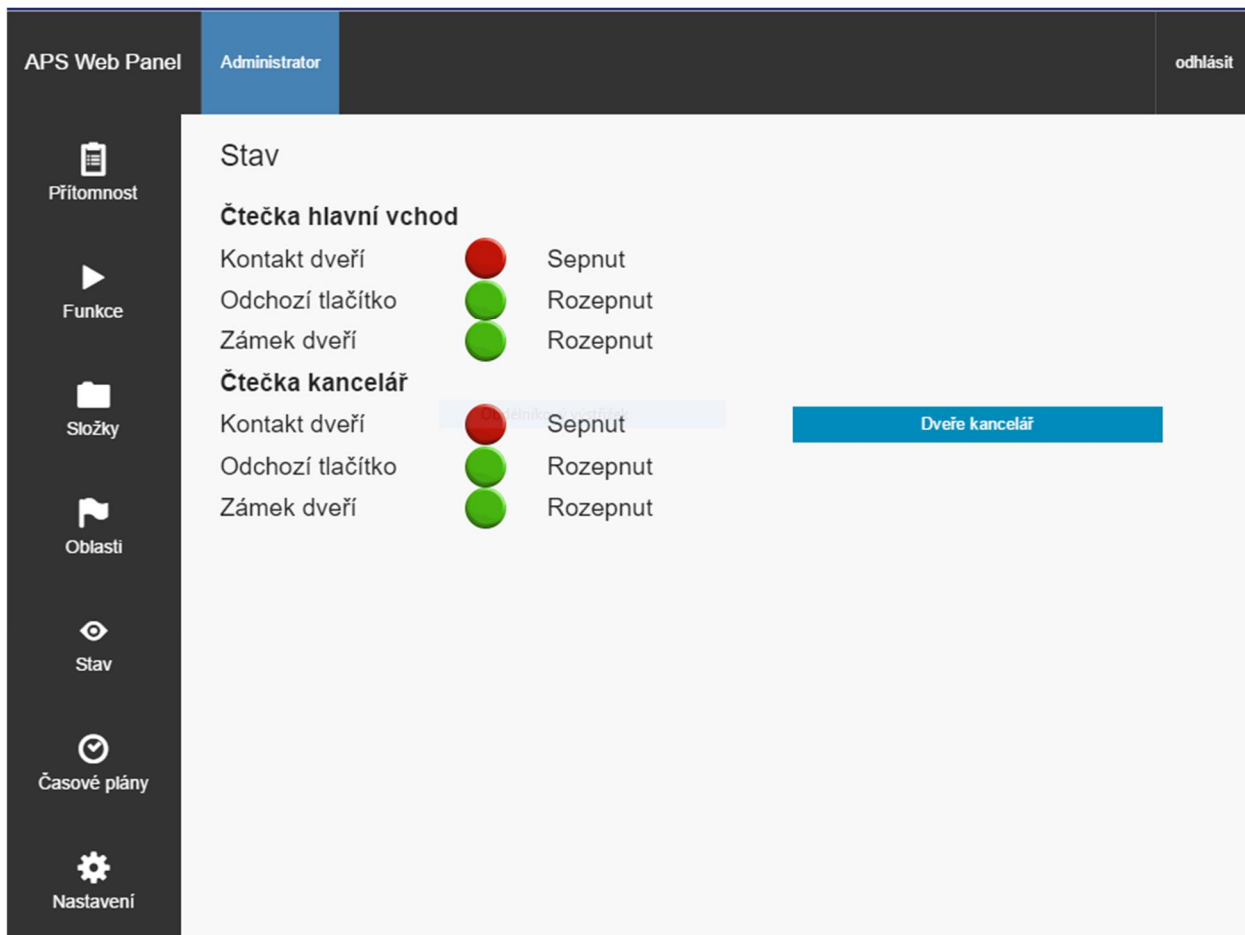 APS Web Panel Administrator odhlásit
Přítomnost
Funkce
Složky
Oblasti
Stav
Časové plány
Nastavení
Stav
Čtečka hlavní vchod
Kontakt dveří Sepnut
Odchozí tlačítko Rozepnut
Zámek dveří Rozepnut
Čtečka kancelář
Obdélníkový výstřižek
Kontakt dveří Sepnut Dveře kancelář
Odchozí tlačítko Rozepnut
Zámek dveří Rozepnut